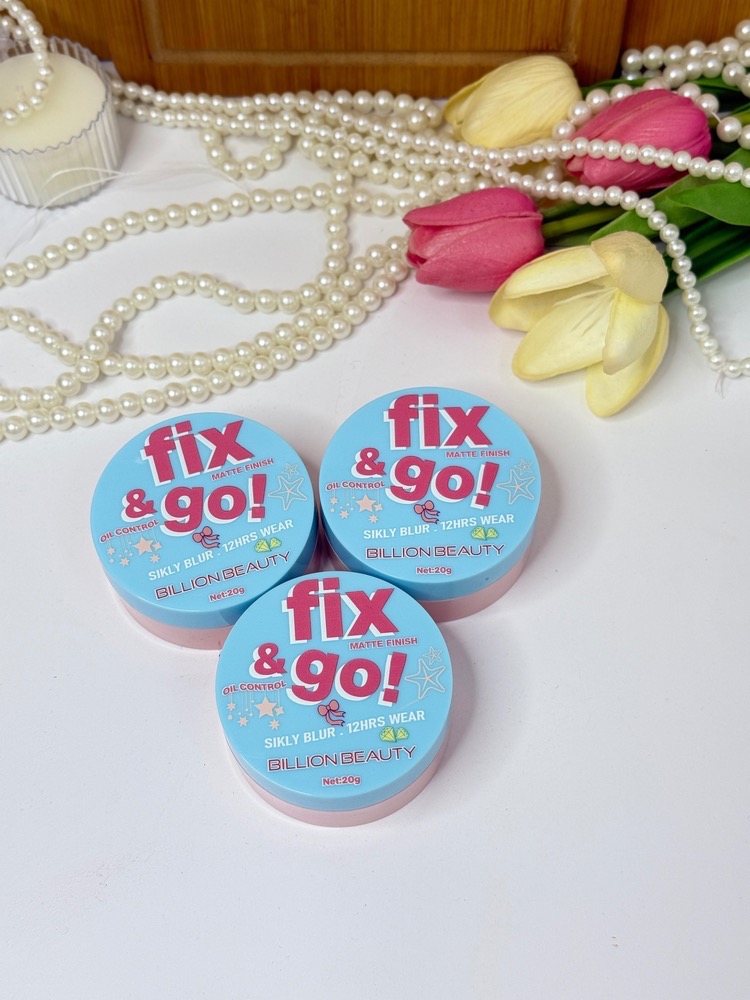 fix
MATTE FINISH
& go!
OIL CONTROL
SIKLY BLUR . 12HRS WEAR
BILLION BEAUTY
Net:20g
fix
MATTE FINISH
& go!
OIL CONTROL
SIKLY BLUR . 12HRS WEAR
BILLION BEAUTY
Net:20g
fix
MATTE FINISH
& go!
OIL CONTROL
SIKLY BLUR . 12HRS WEAR
BILLION BEAUTY
Net:20g